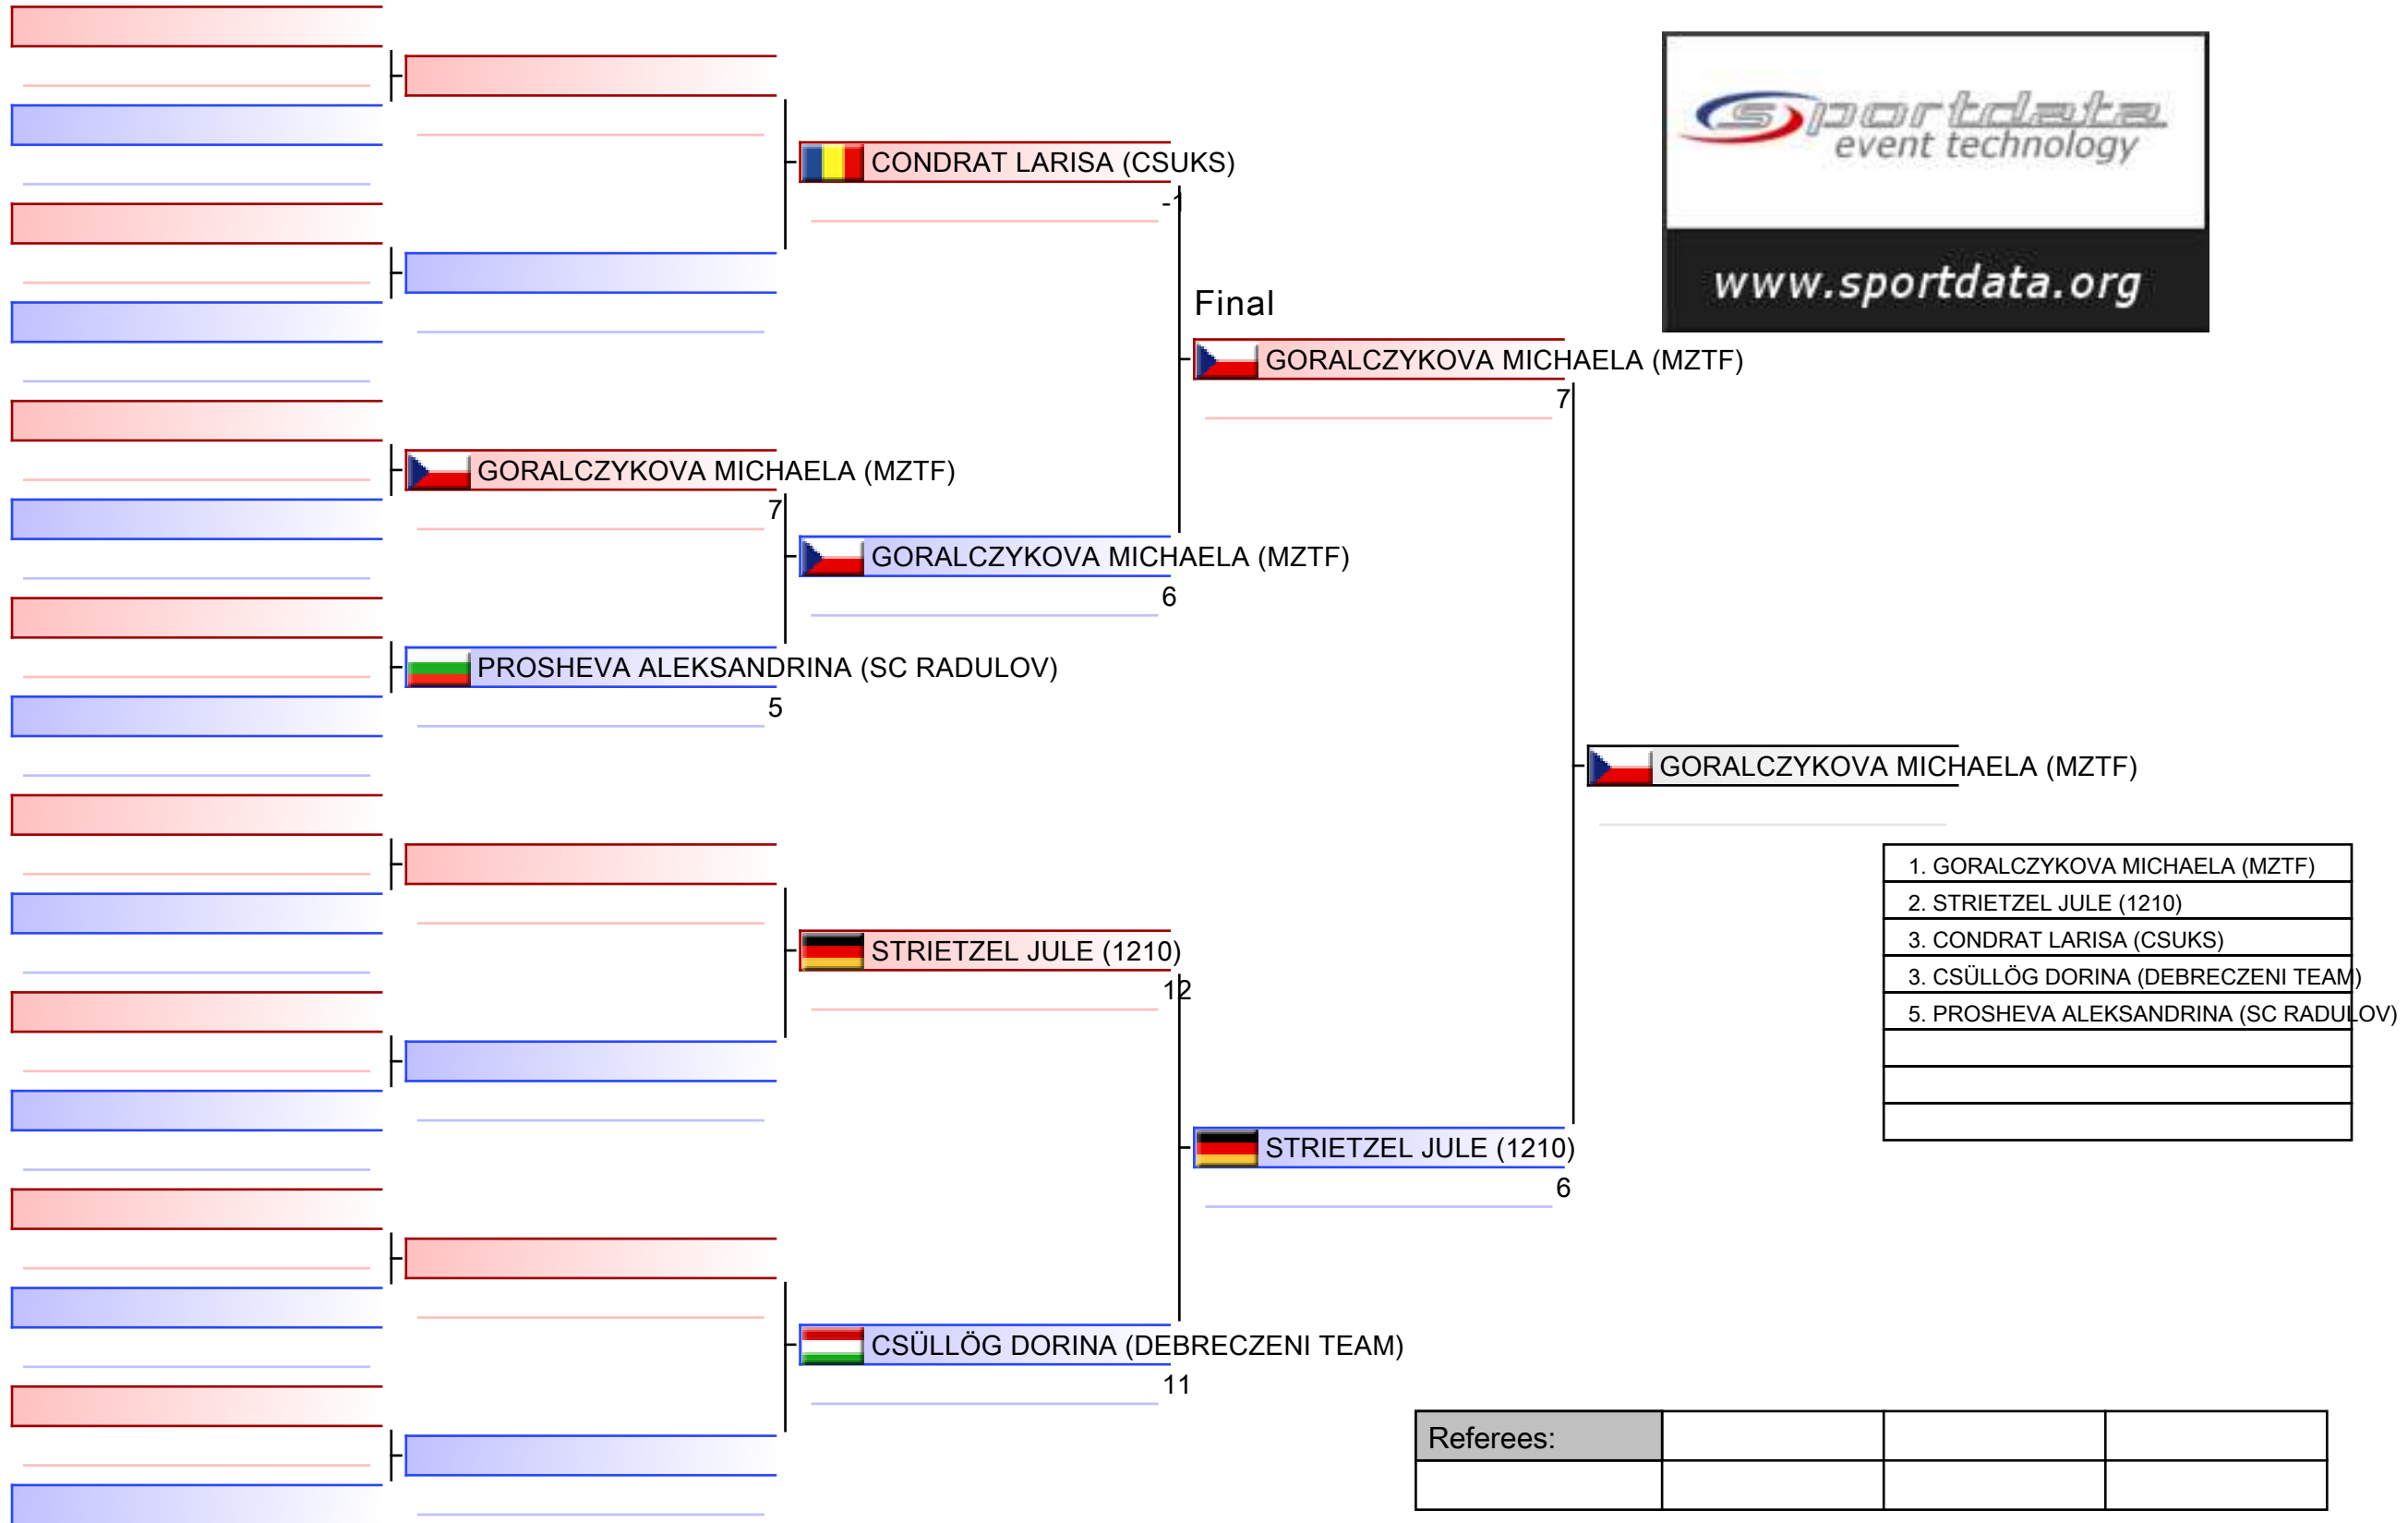 sportdata
event technology
www.sportdata.org
CONDRAT LARISA (CSUKS)
-1
Final
GORALCZYKOVA MICHAELA (MZTF)
7
GORALCZYKOVA MICHAELA (MZTF)
7
GORALCZYKOVA MICHAELA (MZTF)
6
PROSHEVA ALEKSANDRINA (SC RADULOV)
5
GORALCZYKOVA MICHAELA (MZTF)
1. GORALCZYKOVA MICHAELA (MZTF)
2. STRIETZEL JULE (1210)
3. CONDRAT LARISA (CSUKS)
3. CSÜLLÖG DORINA (DEBRECZENI TEAM)
5. PROSHEVA ALEKSANDRINA (SC RADULOV)
STRIETZEL JULE (1210)
12
STRIETZEL JULE (1210)
6
CSÜLLÖG DORINA (DEBRECZENI TEAM)
11
Referees: